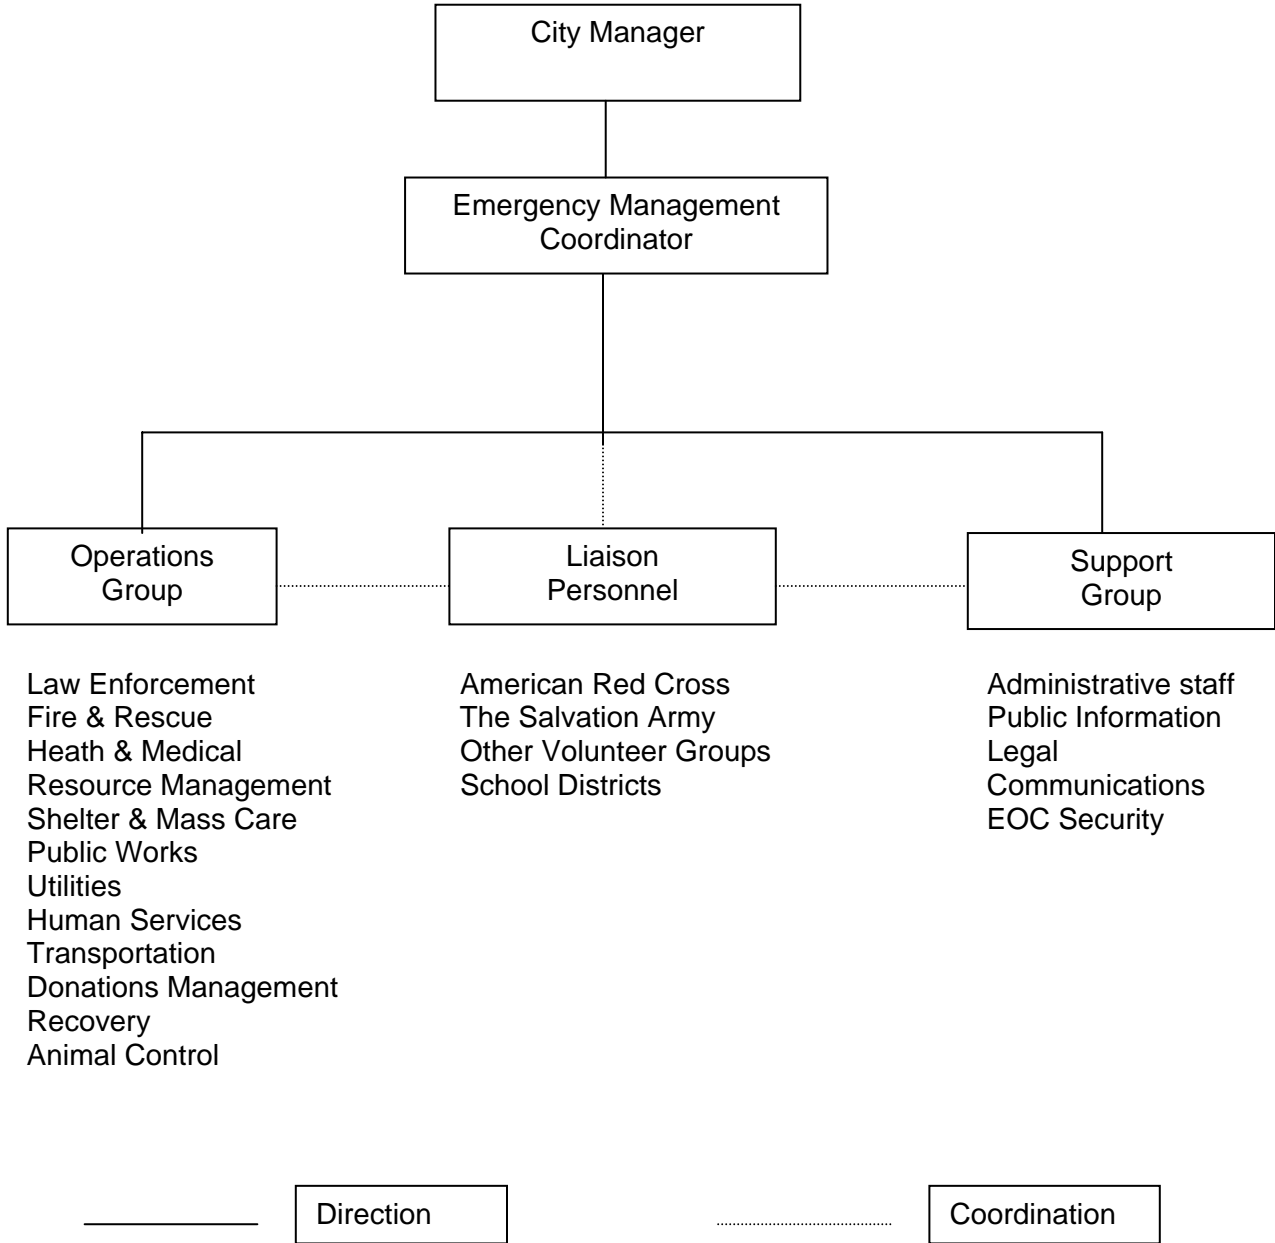 City Manager
Emergency Management
Coordinator
Operations
Group
Liaison
Personnel
Support
Group
Law Enforcement
Fire & Rescue
Heath & Medical
Resource Management
Shelter & Mass Care
Public Works
Utilities
Human Services
Transportation
Donations Management
Recovery
Animal Control
American Red Cross
The Salvation Army
Other Volunteer Groups
School Districts
Administrative staff
Public Information
Legal
Communications
EOC Security
Direction
Coordination